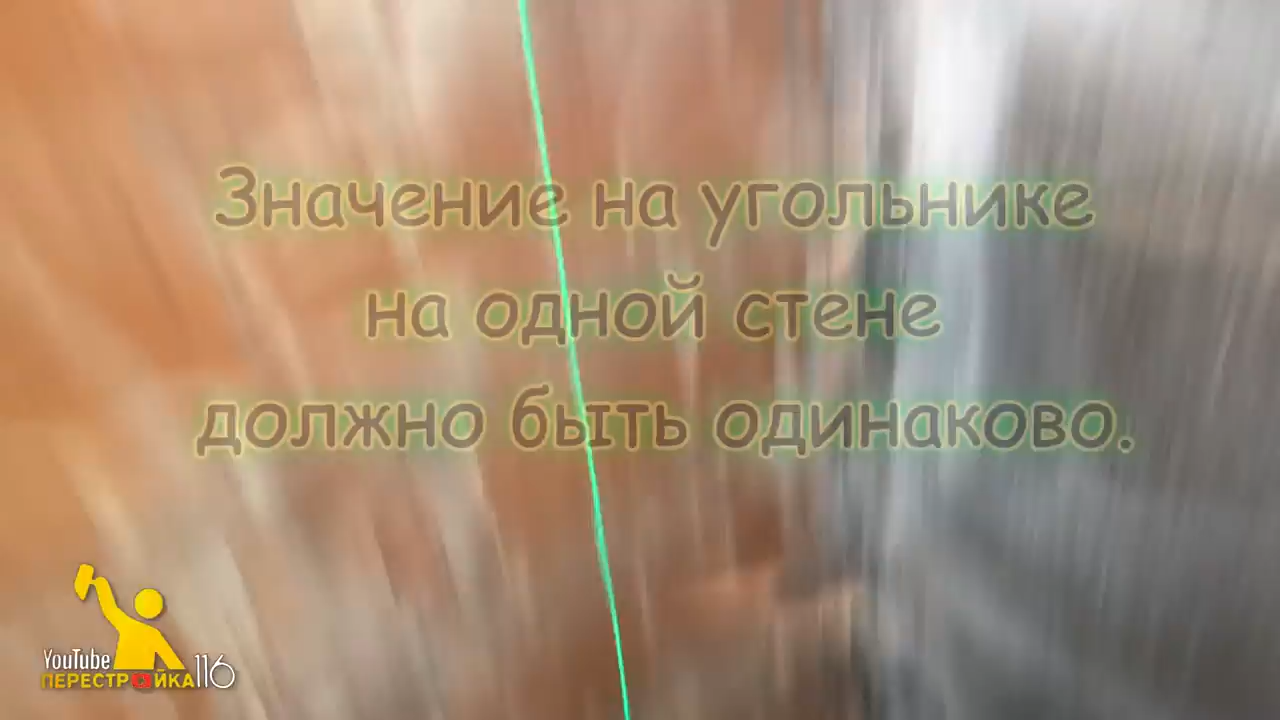 Значение на угольнике
на одной стене
должно быть одинаково.
YouTube
ПЕРЕСТРОЙКА116